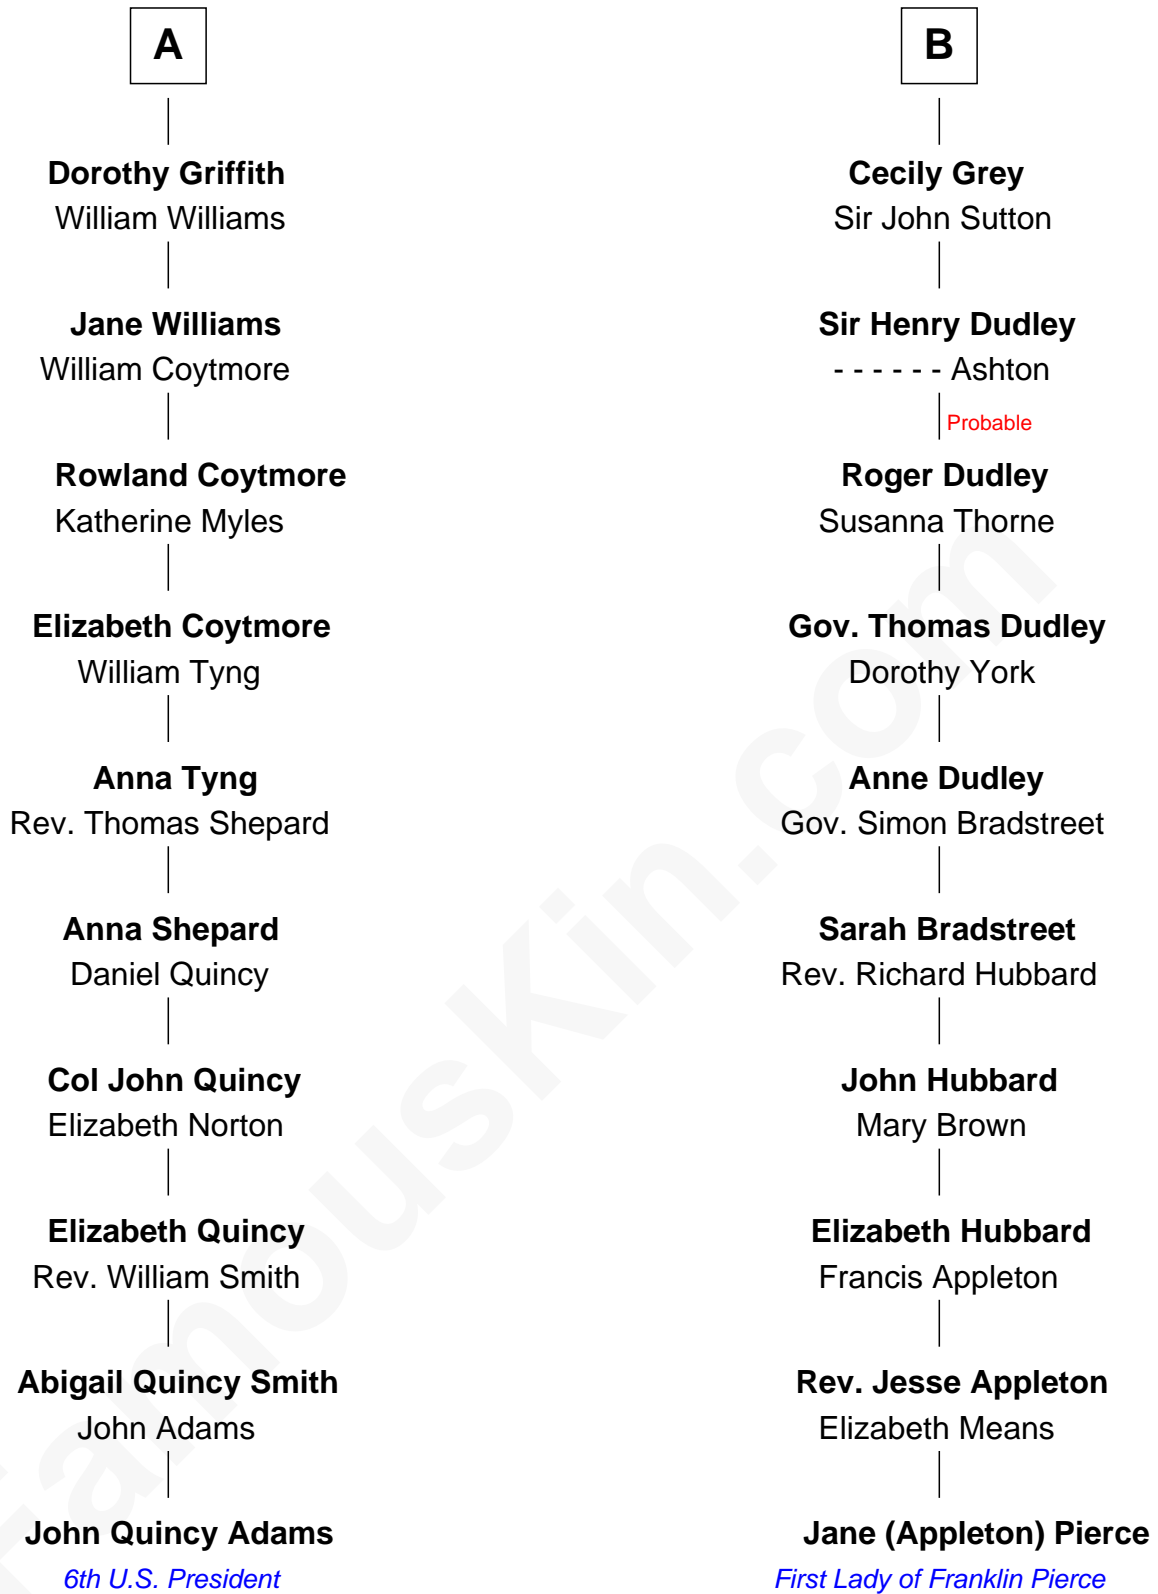 A
Dorothy Griffith
William Williams
Jane Williams
William Coytmore
Rowland Coytmore
Katherine Myles
Elizabeth Coytmore
William Tyng
Anna Tyng
Rev. Thomas Shepard
Anna Shepard
Daniel Quincy
Col John Quincy
Elizabeth Norton
Elizabeth Quincy
Rev. William Smith
Abigail Quincy Smith
John Adams
John Quincy Adams
6th U.S. President
B
Cecily Grey
Sir John Sutton
Sir Henry Dudley
- - - - - - Ashton
Probable
Roger Dudley
Susanna Thorne
Gov. Thomas Dudley
Dorothy York
Anne Dudley
Gov. Simon Bradstreet
Sarah Bradstreet
Rev. Richard Hubbard
John Hubbard
Mary Brown
Elizabeth Hubbard
Francis Appleton
Rev. Jesse Appleton
Elizabeth Means
Jane (Appleton) Pierce
First Lady of Franklin Pierce
FamousKin.com